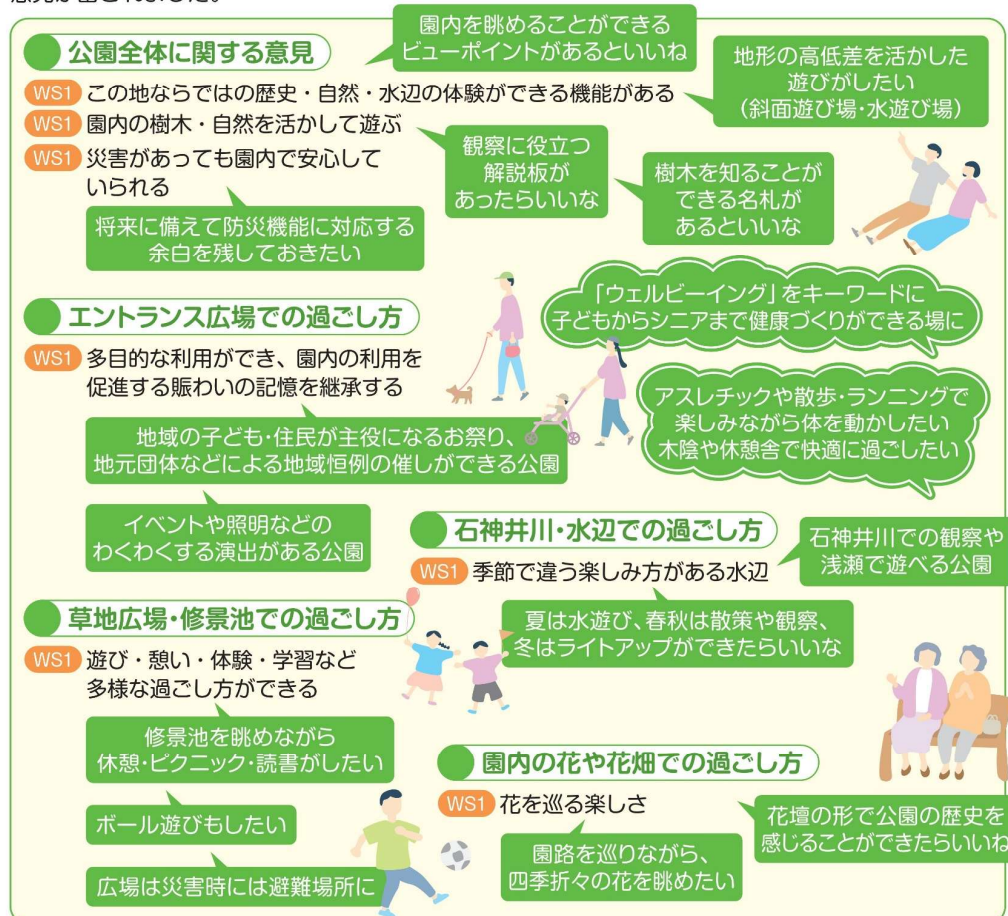 意見が出されました。
公園全体に関する意見
園内を眺めることができる
ビューポイントがあるといいね
地形の高低差を活かした
遊びがしたい
（斜面遊び場・水遊び場）
WS1 この地ならではの歴史・自然・水辺の体験ができる機能がある
WS1 園内の樹木・自然を活かして遊ぶ
WS1 災害があっても園内で安心して
いられる
観察に役立つ
解説板が
あったらいいな
樹木を知ることが
できる名札が
あるといいな
将来に備えて防災機能に対応する
余白を残しておきたい
「ウェルビーイング」をキーワードに
子どもからシニアまで健康づくりができる場に
エントランス広場での過ごし方
WS1 多目的な利用ができ、園内の利用を
促進する賑わいの記憶を継承する
アスレチックや散歩・ランニングで
楽しみながら体を動かしたい
木陰や休憩舎で快適に過ごしたい
地域の子ども・住民が主役になるお祭り、
地元団体などによる地域恒例の催しができる公園
イベントや照明などの
わくわくする演出がある公園
石神井川・水辺での過ごし方
WS1 季節で違う楽しみ方がある水辺
石神井川での観察や
浅瀬で遊べる公園
夏は水遊び、春秋は散策や観察、
冬はライトアップができたらいいな
草地広場・修景池での過ごし方
WS1 遊び・憩い・体験・学習など
多様な過ごし方ができる
修景池を眺めながら
休憩・ピクニック・読書がしたい
ボール遊びもしたい
広場は災害時には避難場所に
園内の花や花畑での過ごし方
WS1 花を巡る楽しさ
園路を巡りながら、
四季折々の花を眺めたい
花壇の形で公園の歴史を
感じることができたらいいね